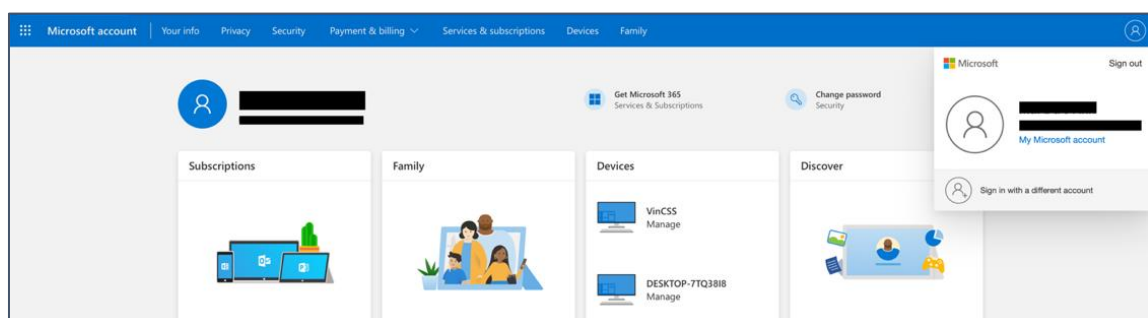 Microsoft account Your info Privacy Security Payment & billing Services & subscriptions Devices Family
Microsoft Sign out
Get Microsoft 365
Services & Subscriptions
Change password
Security
My Microsoft account
Sign in with a different account
Subscriptions
Family
Devices
Discover
VinCSS
Manage
DESKTOP-7TQ38I8
Manage